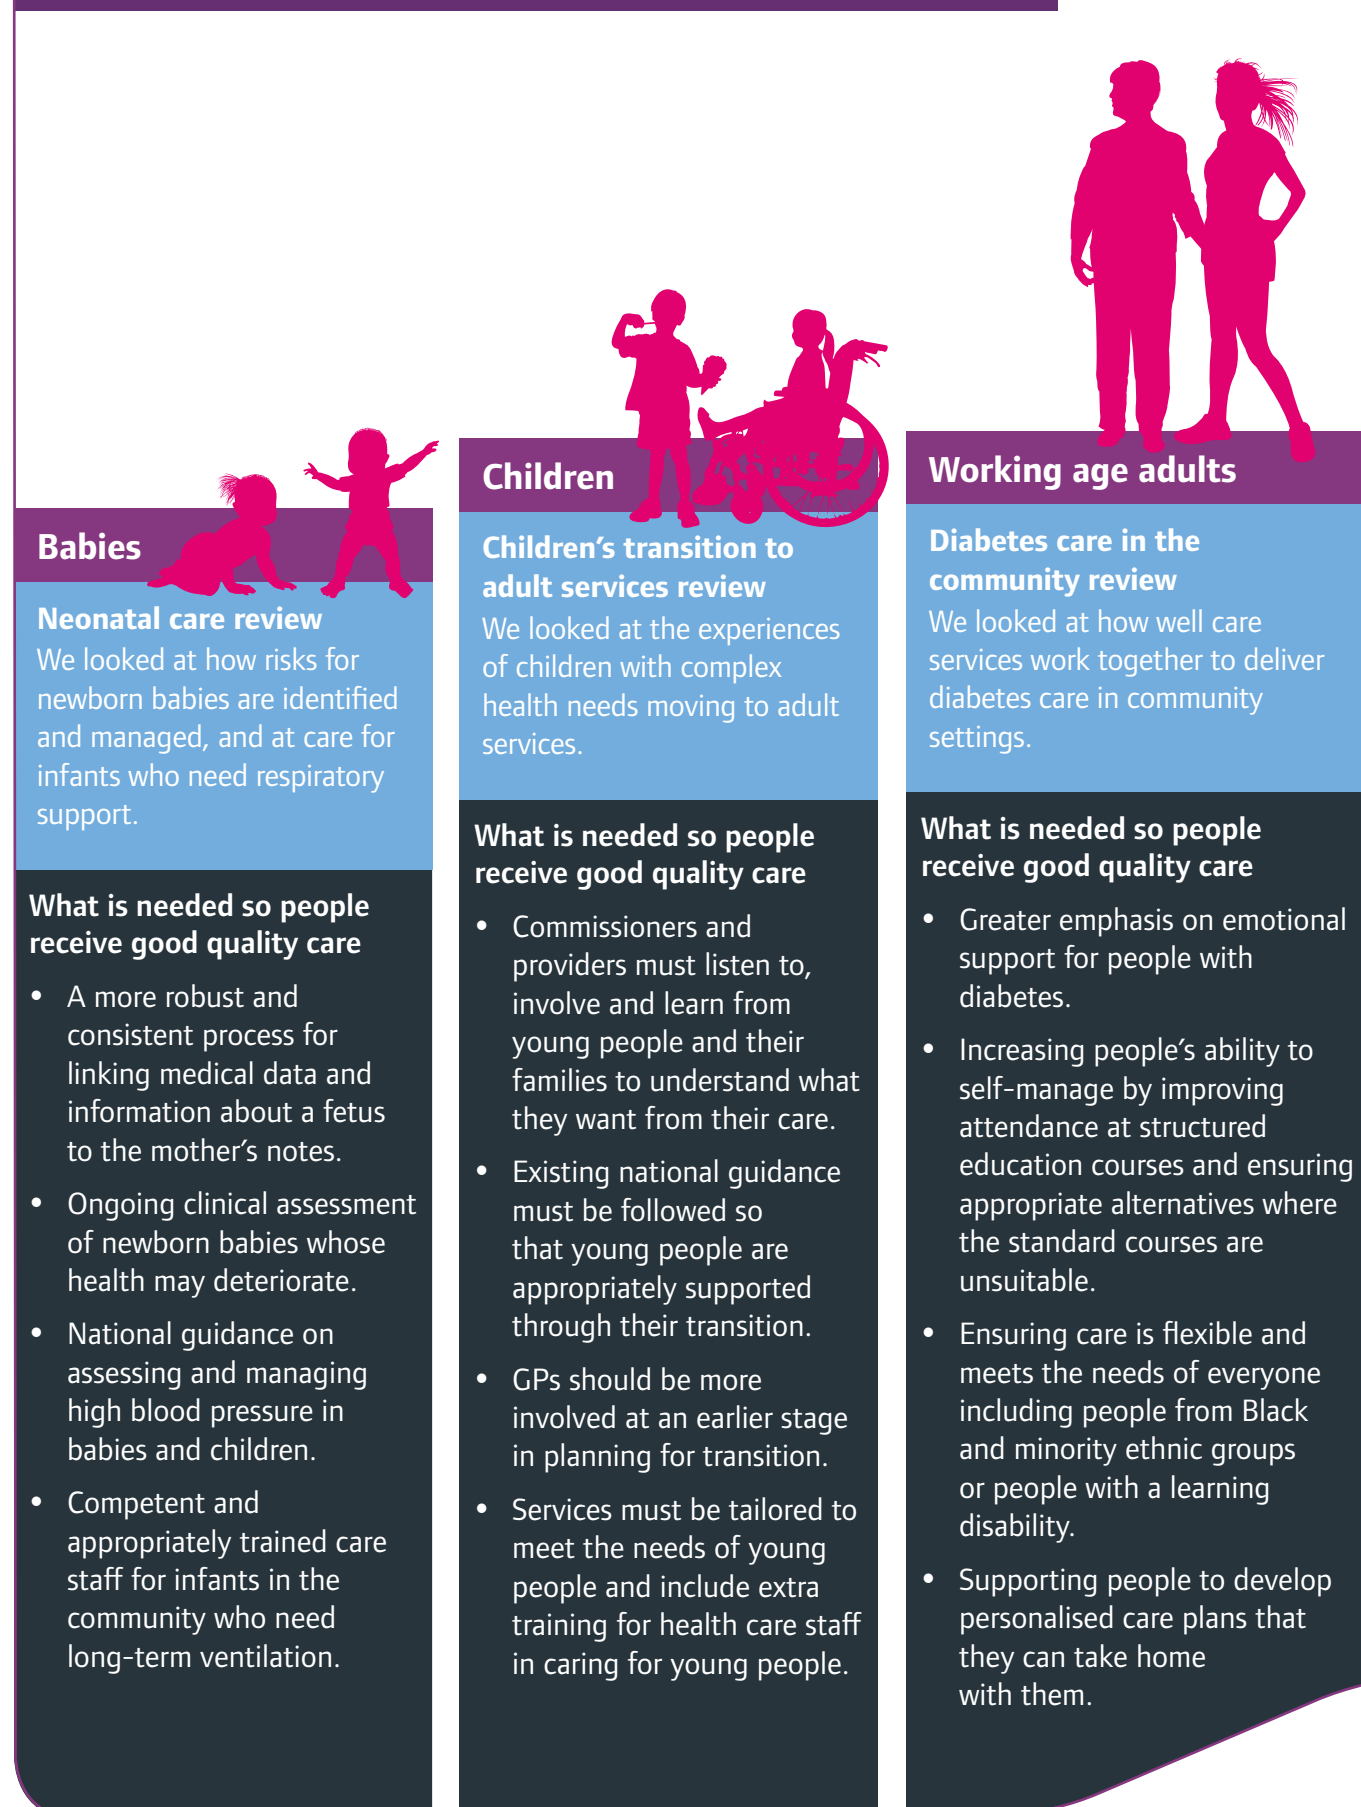 Babies
Neonatal care review
We looked at how risks for
newborn babies are identified
and managed, and at care for
infants who need respiratory
support.
What is needed so people
receive good quality care
• A more robust and
consistent process for
linking medical data and
information about a fetus
to the mother's notes.
• Ongoing clinical assessment
of newborn babies whose
health may deteriorate.
• National guidance on
assessing and managing
high blood pressure in
babies and children.
• Competent and
appropriately trained care
staff for infants in the
community who need
long-term ventilation.
Children
Children's transition to
adult services review
We looked at the experiences
of children with complex
health needs moving to adult
services.
What is needed so people
receive good quality care
• Commissioners and
providers must listen to,
involve and learn from
young people and their
families to understand what
they want from their care.
• Existing national guidance
must be followed so
that young people are
appropriately supported
through their transition.
• GPs should be more
involved at an earlier stage
in planning for transition.
• Services must be tailored to
meet the needs of young
people and include extra
training for health care staff
in caring for young people.
Working age adults
Diabetes care in the
community review
We looked at how well care
services work together to deliver
diabetes care in community
settings.
What is needed so people
receive good quality care
• Greater emphasis on emotional
support for people with
diabetes.
• Increasing people's ability to
self-manage by improving
attendance at structured
education courses and ensuring
appropriate alternatives where
the standard courses are
unsuitable.
• Ensuring care is flexible and
meets the needs of everyone
including people from Black
and minority ethnic groups
or people with a learning
disability.
• Supporting people to develop
personalised care plans that
they can take home
with them.